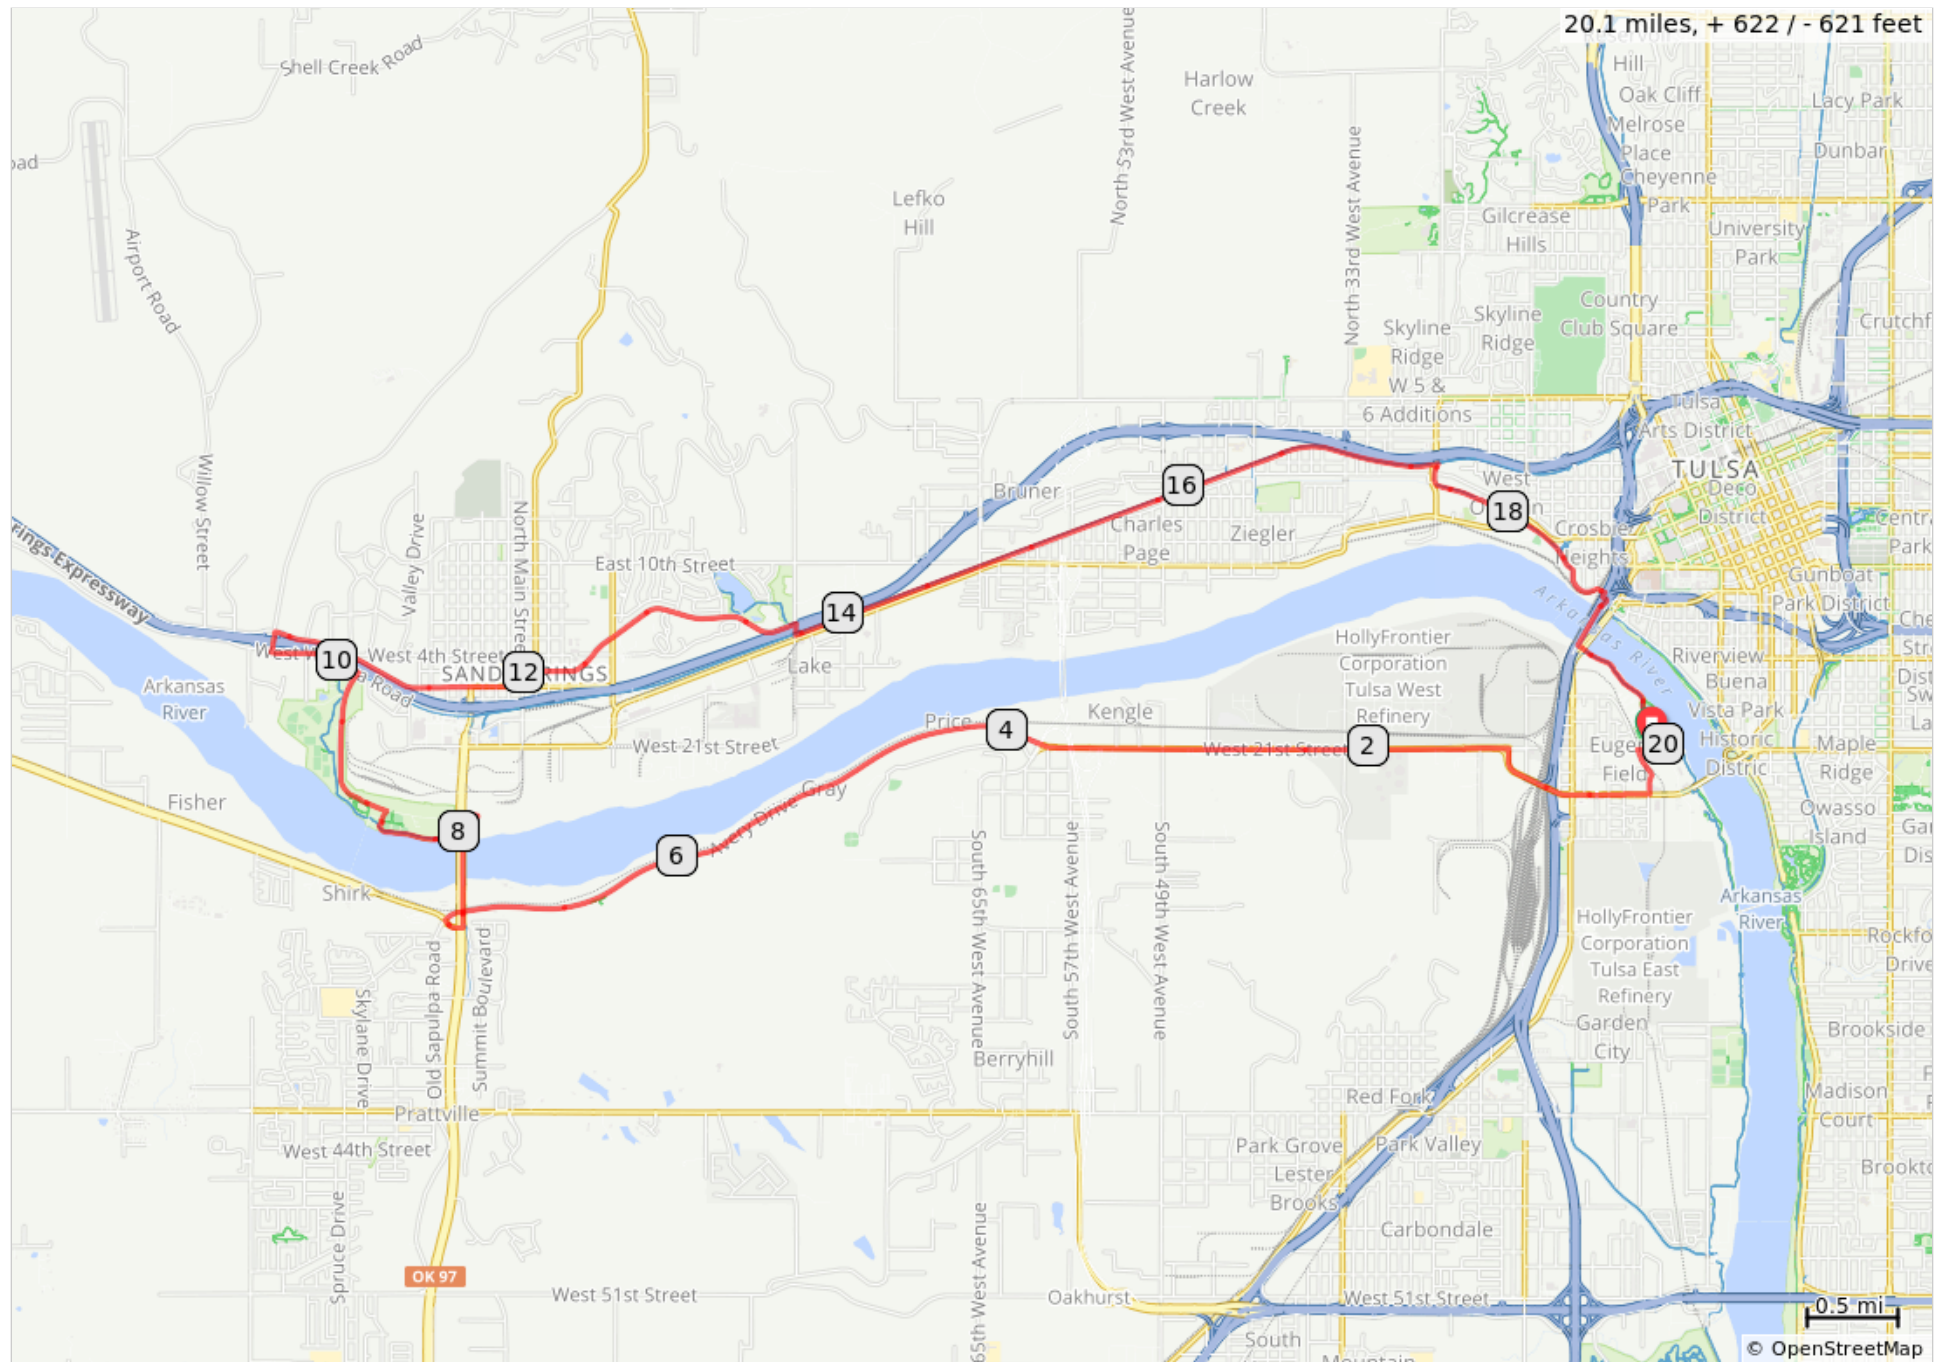 20.1 miles, + 622 / - 621 feet
Shell Creek Road
Harlow
Creek
North 53rd West Avenue
Hill
Oak Cliff
Melrose
Place
Cheyenne
Park
Lacy Park
Dunbar
North 33rd West Avenue
Lefko
Hill
Gilcrease
Hills
University
Park
Airport Road
Country
Club Square
Skyline
Ridge
Skyline
Ridge
W 5 &
6 Additions
Tulsa
Arts District
TULSA
Deco
District
Willow Street
Valley Drive
North Main Street
Bruner
16
West
18
Charles
Page
Ziegler
Crosbie
Heights
East 10th Street
Gunboat
Park District
14
Arkansas River
HollyFrontier
Corporation
Tulsa West
Refinery
10
West 4th Street
12
Lake
Riverview
Buena
Vista Park
Historic
Arkansas
River
Price
4
Kengle
West 21st Street
West 21st Street
2
20
Maple
Ridge
Fisher
Gray
Avery Drive
8
6
Owasso
Island
Shirk
South 65th West Avenue
South 57th West Avenue
South 49th West Avenue
Arkansas
River
HollyFrontier
Corporation
Tulsa East
Refinery
Skylane Drive
Old Sapulpa Road
Summit Boulevard
Garden
City
Brookside
Berryhill
Red Fork
Madison
Court
Prattville
West 44th Street
Park Grove
Lester
Brooks
Park Valley
Spruce Drive
Carbondale
OK 97
West 51st Street
65th West Avenue
Oakhurst
West 51st Street
0.5 mi
South
© OpenStreetMap